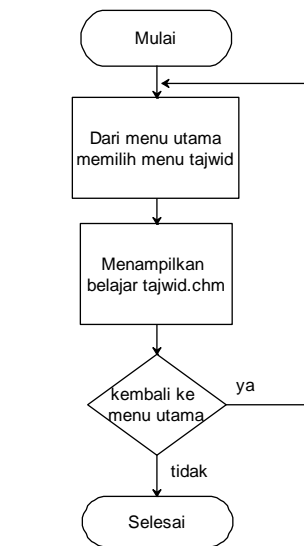 Mulai
Dari menu utama
memilih menu tajwid
Menampilkan
belajar tajwid.chm
kembali ke
menu utama
ya
tidak
Selesai